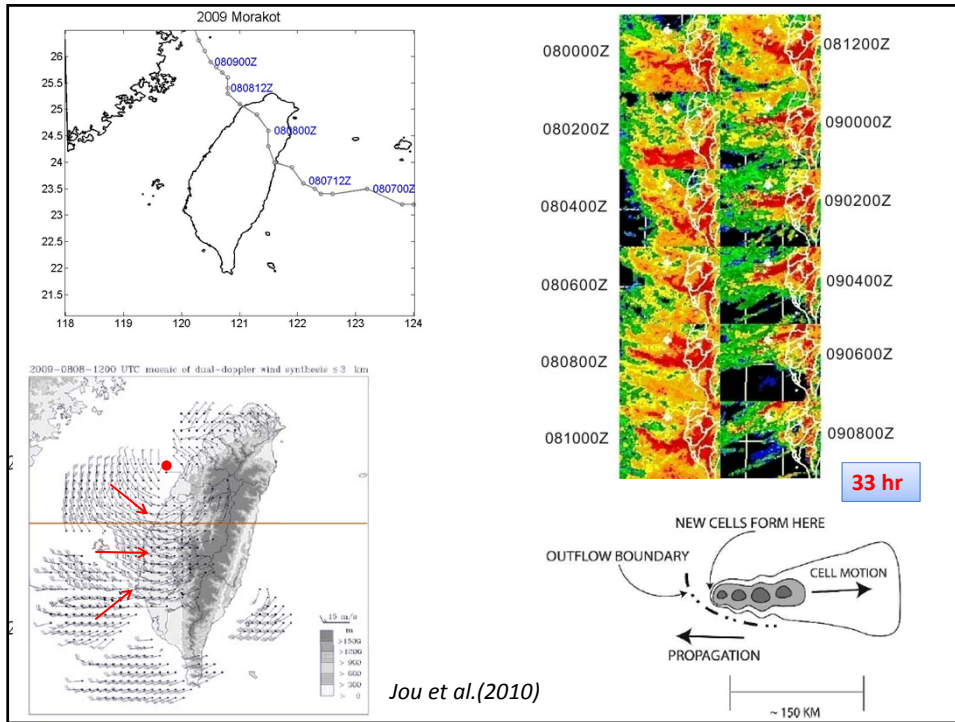 2009 Morakot
26
25.5
25
24.5
24
23.5
23
22.5
22
21.5
118
119
120
121
122
123
124
080900Z
080812Z
080800Z
080712Z
080700Z
080000Z
080200Z
080400Z
080600Z
080800Z
081000Z
081200Z
090000Z
090200Z
090400Z
090600Z
090800Z
33 hr
2009-0808-1200 UTC mosaic of dual-doppler wind synthesis ≤3 km
15 m/s
m
>1500
>1200
> 900
> 600
> 300
> 0
Jou et al.(2010)
NEW CELLS FORM HERE
OUTFLOW BOUNDARY
CELL MOTION
PROPAGATION
~ 150 KM